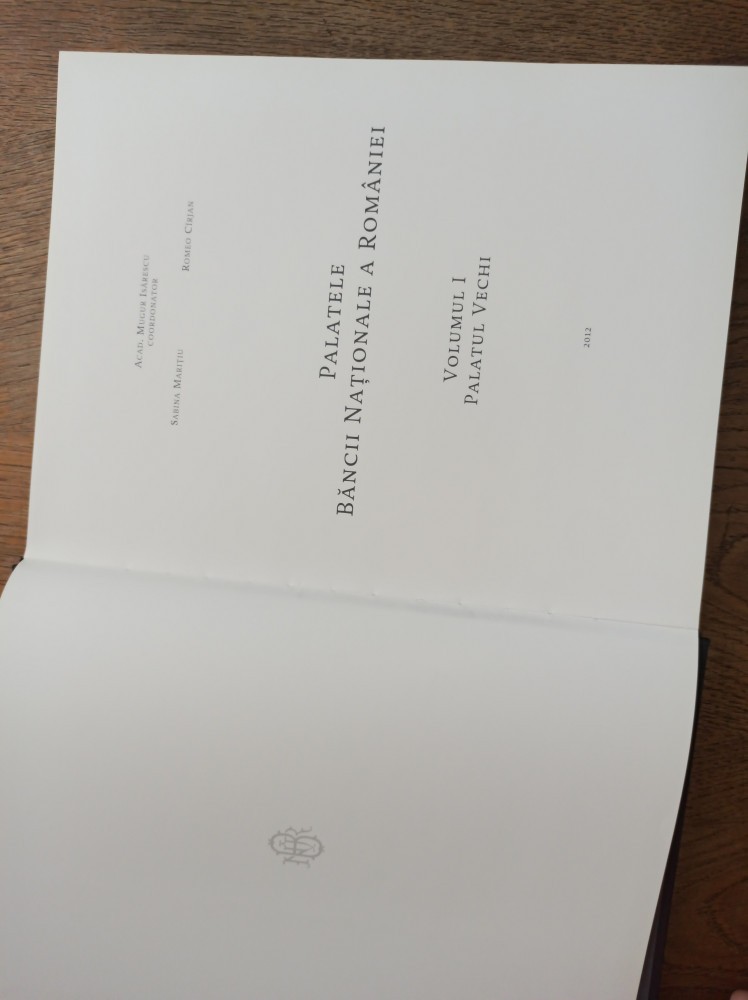 ACAD. MUGUR ISĂRESCU
COORDONATOR
SABINA MARIȚIU ROMEO CÎRJAN
PALATELE
BĂNCII NAȚIONALE A ROMÂNIEI
VOLUMUL I
PALATUL VECHI
2012